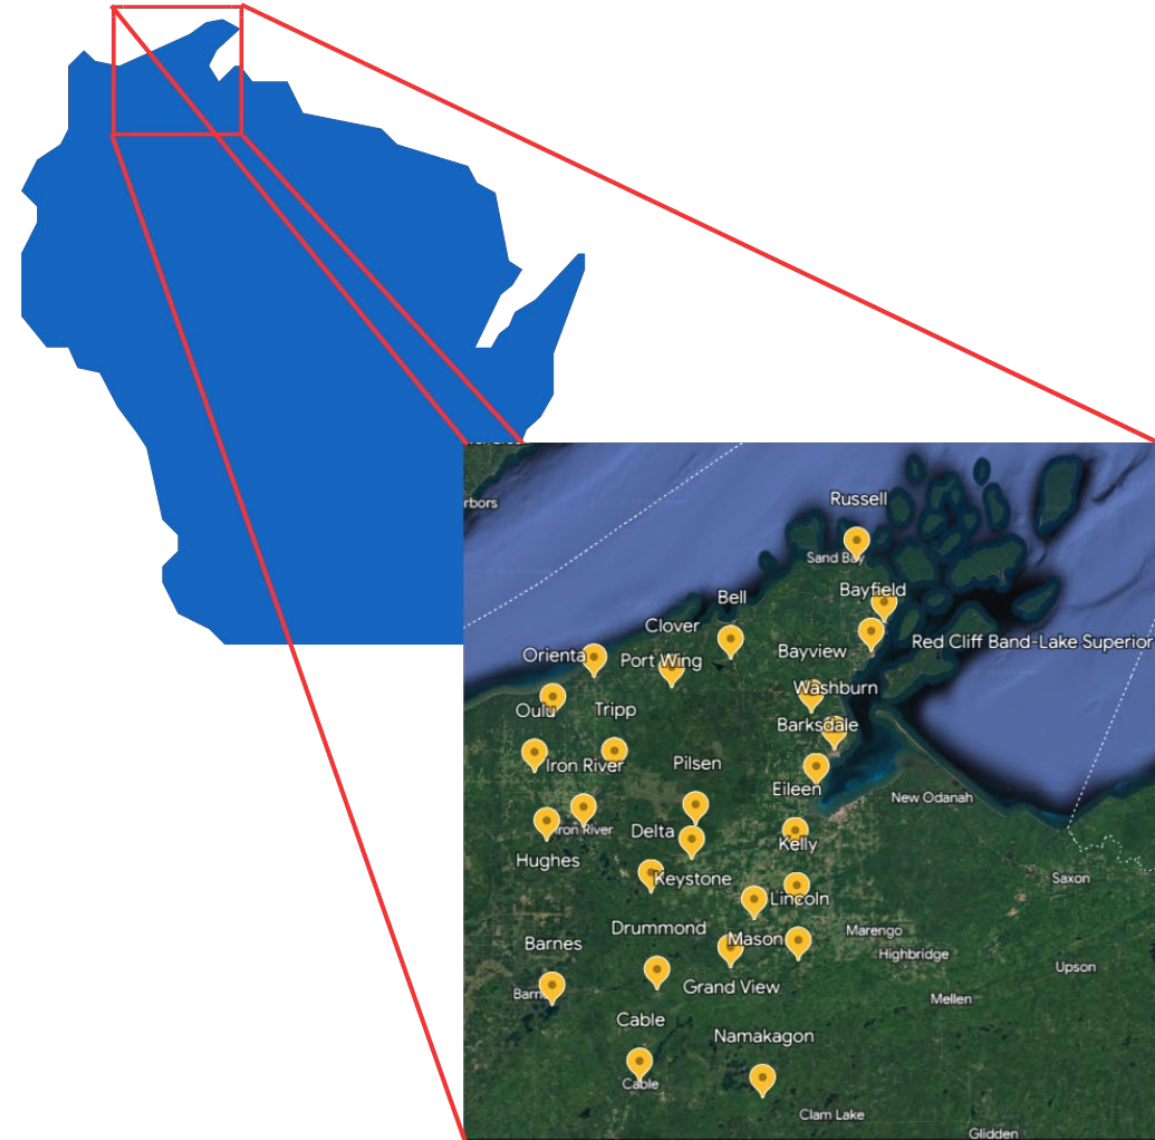 rbors
Russell
Sand Bay
Bayfield
Bell
Clover
Red Cliff Band-Lake Superior
Bayview
Orienta
Port Wing
Washburn
Oulu
Tripp
Barksdale
Pilsen
Iron River
Eileen
New Odanah
Iron River
Delta
Kelly
Hughes
Keystone
Saxon
Lincoln
Drummond
Marengo
Mason
Barnes
Highbridge
Upson
Grand View
Barn
Mellen
Cable
Namakagon
Cable
Clam Lake
Glidden